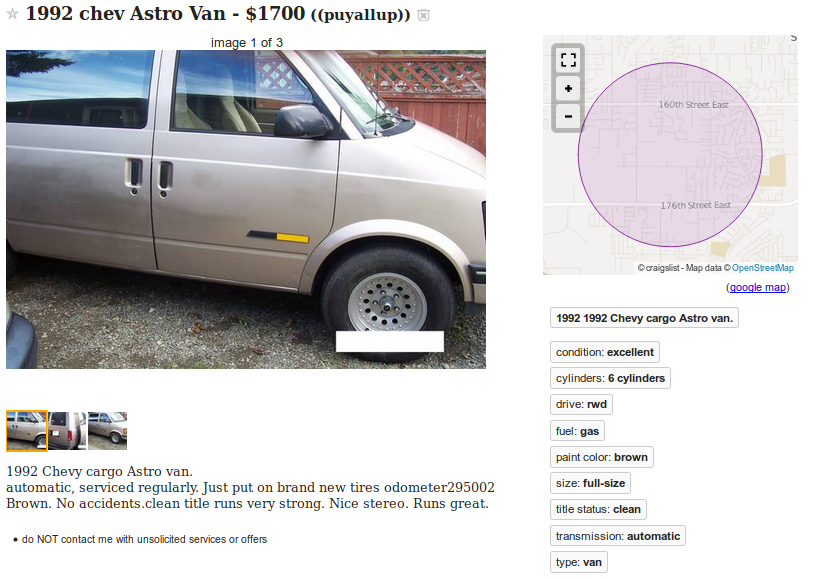 1992 chev Astro Van - $1700 ((puyallup))
image 1 of 3
S
+
160th Street East
−
176th Street East
© craigslist - Map data © OpenStreetMap
(google map)
1992 1992 Chevy cargo Astro van.
condition: excellent
cylinders: 6 cylinders
drive: rwd
fuel: gas
paint color: brown
size: full-size
title status: clean
transmission: automatic
type: van
1992 Chevy cargo Astro van.
automatic, serviced regularly. Just put on brand new tires odometer295002
Brown. No accidents.clean title runs very strong. Nice stereo. Runs great.
• do NOT contact me with unsolicited services or offers